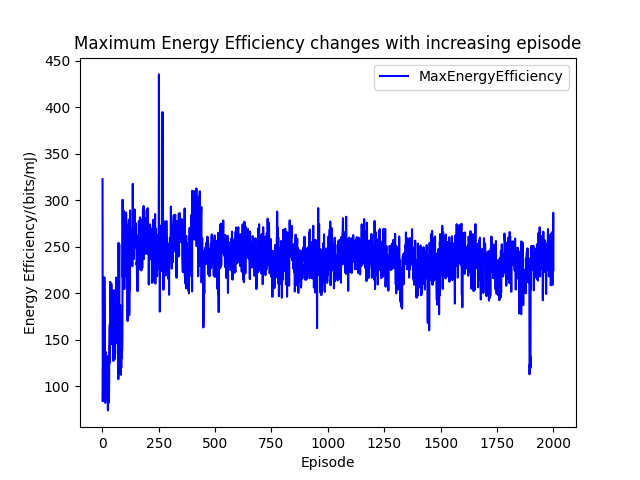 Maximum Energy Efficiency changes with increasing episode
MaxEnergyEfficiency
Energy Efficiency/(bits/mJ)
450
400
350
300
250
200
150
100
0 250 500 750 1000 1250 1500 1750 2000
Episode